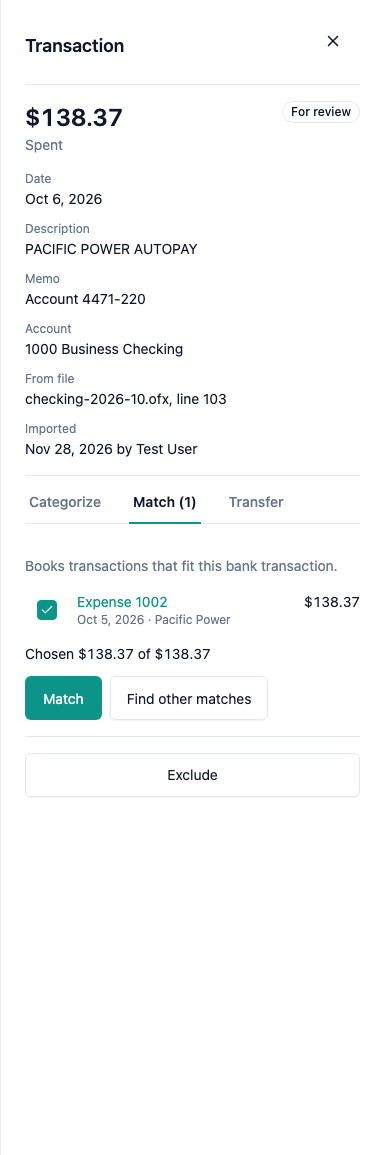 Transaction
$138.37
For review
Spent
Date
Oct 6, 2026
Description
PACIFIC POWER AUTOPAY
Memo
Account 4471-220
Account
1000 Business Checking
From file
checking-2026-10.ofx, line 103
Imported
Nov 28, 2026 by Test User
Categorize Match (1) Transfer
Books transactions that fit this bank transaction.
Expense 1002 $138.37
Oct 5, 2026 · Pacific Power
Chosen $138.37 of $138.37
Match Find other matches
Exclude